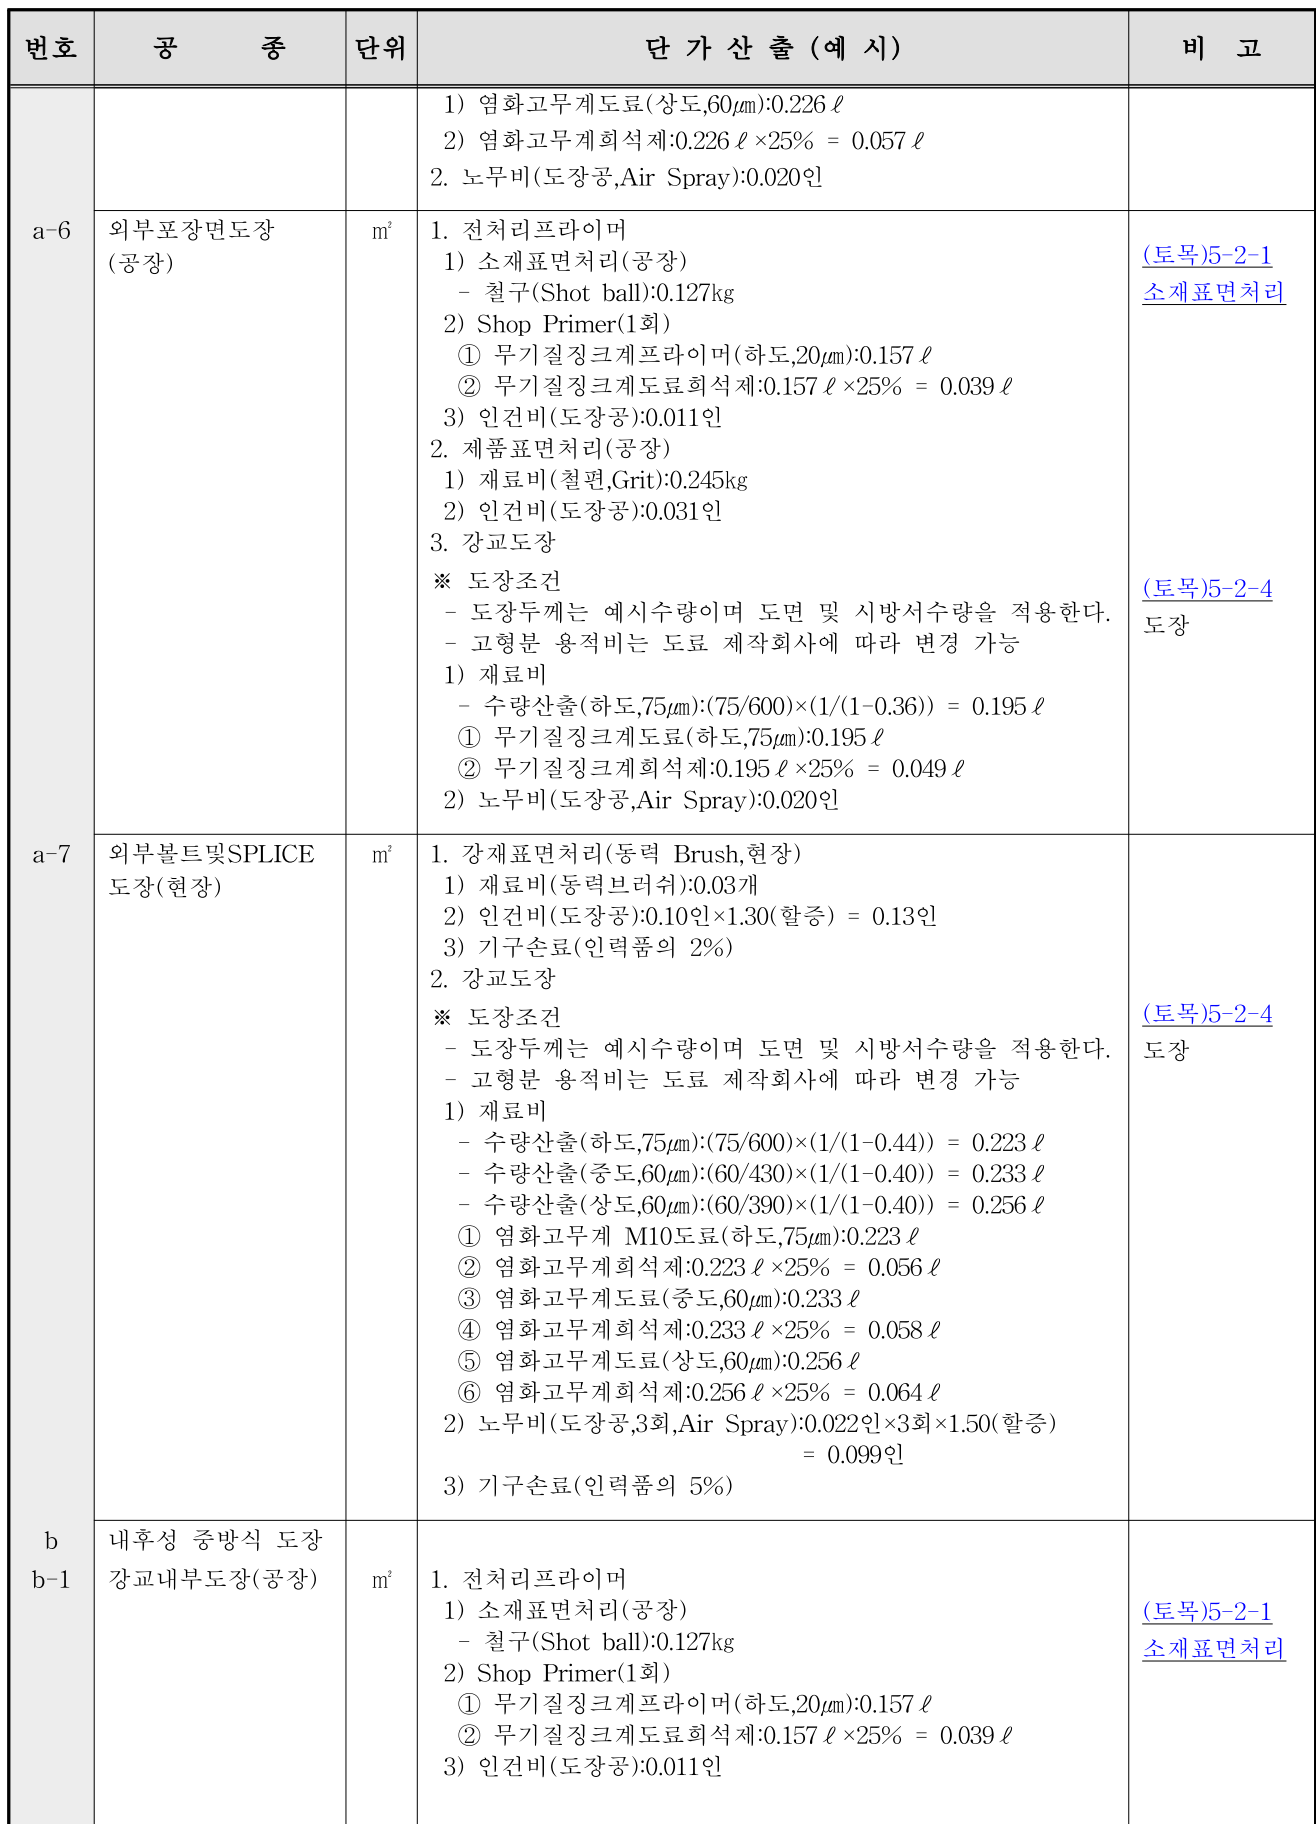 번호 공 종 단위 단 가 산 출 (예 시) 비 고
1) 염화고무계도료(상도,60㎛):0.226ℓ
2) 염화고무계희석제:0.226ℓ×25% = 0.057ℓ
2. 노무비(도장공,Air Spray):0.020인
a-6 외부포장면도장 ㎡ 1. 전처리프라이머
(공장) 1) 소재표면처리(공장) (토목)5-2-1
- 철구(Shot ball):0.127kg 소재표면처리
2) Shop Primer(1회)
① 무기질징크계프라이머(하도,20㎛):0.157ℓ
② 무기질징크계도료희석제:0.157ℓ×25% = 0.039ℓ
3) 인건비(도장공):0.011인
2. 제품표면처리(공장)
1) 재료비(철편,Grit):0.245kg
2) 인건비(도장공):0.031인
3. 강교도장
※ 도장조건 (토목)5-2-4
- 도장두께는 예시수량이며 도면 및 시방서수량을 적용한다. 도장
- 고형분 용적비는 도료 제작회사에 따라 변경 가능
1) 재료비
- 수량산출(하도,75㎛):(75/600)×(1/(1-0.36)) = 0.195ℓ
① 무기질징크계도료(하도,75㎛):0.195ℓ
② 무기질징크계희석제:0.195ℓ×25% = 0.049ℓ
2) 노무비(도장공,Air Spray):0.020인
a-7 외부볼트및SPLICE ㎡ 1. 강재표면처리(동력 Brush,현장)
도장(현장) 1) 재료비(동력브러쉬):0.03개
2) 인건비(도장공):0.10인×1.30(할증) = 0.13인
3) 기구손료(인력품의 2%)
2. 강교도장
※ 도장조건 (토목)5-2-4
- 도장두께는 예시수량이며 도면 및 시방서수량을 적용한다. 도장
- 고형분 용적비는 도료 제작회사에 따라 변경 가능
1) 재료비
- 수량산출(하도,75㎛):(75/600)×(1/(1-0.44)) = 0.223ℓ
- 수량산출(중도,60㎛):(60/430)×(1/(1-0.40)) = 0.233ℓ
- 수량산출(상도,60㎛):(60/390)×(1/(1-0.40)) = 0.256ℓ
① 염화고무계 M10도료(하도,75㎛):0.223ℓ
② 염화고무계희석제:0.223ℓ×25% = 0.056ℓ
③ 염화고무계도료(중도,60㎛):0.233ℓ
④ 염화고무계희석제:0.233ℓ×25% = 0.058ℓ
⑤ 염화고무계도료(상도,60㎛):0.256ℓ
⑥ 염화고무계희석제:0.256ℓ×25% = 0.064ℓ
2) 노무비(도장공,3회,Air Spray):0.022인×3회×1.50(할증)
= 0.099인
3) 기구손료(인력품의 5%)
b 내후성 중방식 도장
b-1 강교내부도장(공장) ㎡ 1. 전처리프라이머
1) 소재표면처리(공장) (토목)5-2-1
- 철구(Shot ball):0.127kg 소재표면처리
2) Shop Primer(1회)
① 무기질징크계프라이머(하도,20㎛):0.157ℓ
② 무기질징크계도료희석제:0.157ℓ×25% = 0.039ℓ
3) 인건비(도장공):0.011인